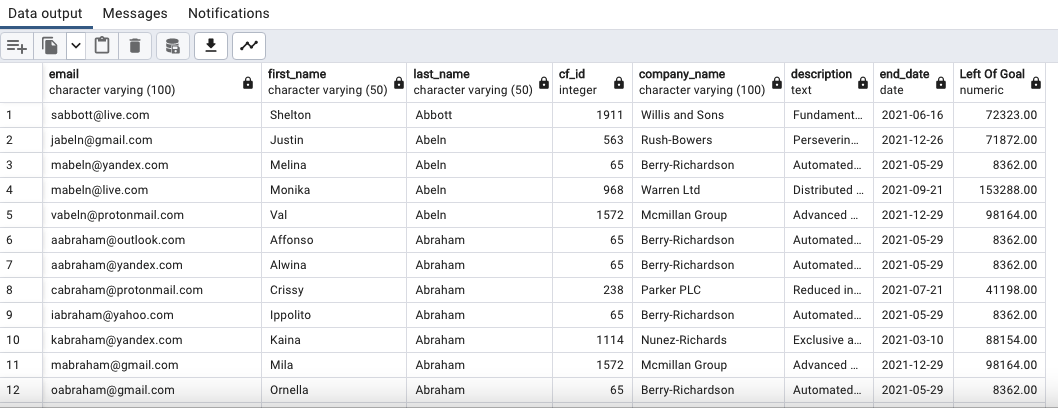 Data output Messages Notifications
email first_name last_name cf_id company_name description end_date Left Of Goal
character varying (100) character varying (50) character varying (50) integer character varying (100) text date numeric
1 sabbott@live.com Shelton Abbott 1911 Willis and Sons Fundament... 2021-06-16 72323.00
2 jabeln@gmail.com Justin Abeln 563 Rush-Bowers Perseverin... 2021-12-26 71872.00
3 mabeln@yandex.com Melina Abeln 65 Berry-Richardson Automated... 2021-05-29 8362.00
4 mabeln@live.com Monika Abeln 968 Warren Ltd Distributed ... 2021-09-21 153288.00
5 vabeln@protonmail.com Val Abeln 1572 Mcmillan Group Advanced ... 2021-12-29 98164.00
6 aabraham@outlook.com Affonso Abraham 65 Berry-Richardson Automated... 2021-05-29 8362.00
7 aabraham@yandex.com Alwina Abraham 65 Berry-Richardson Automated... 2021-05-29 8362.00
8 cabraham@protonmail.com Crissy Abraham 238 Parker PLC Reduced in... 2021-07-21 41198.00
9 iabraham@yahoo.com Ippolito Abraham 65 Berry-Richardson Automated... 2021-05-29 8362.00
10 kabraham@yandex.com Kaina Abraham 1114 Nunez-Richards Exclusive a... 2021-03-10 88154.00
11 mabraham@gmail.com Mila Abraham 1572 Mcmillan Group Advanced ... 2021-12-29 98164.00
12 oabraham@gmail.com Ornella Abraham 65 Berry-Richardson Automated... 2021-05-29 8362.00